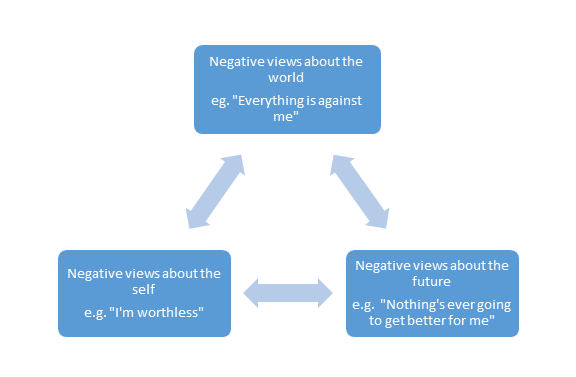 Negative views about the
world
eg. "Everything is against
me"
Negative views about the
self
e.g. "I'm worthless"
Negative views about the
future
e.g.  "Nothing's ever going
to get better for me"